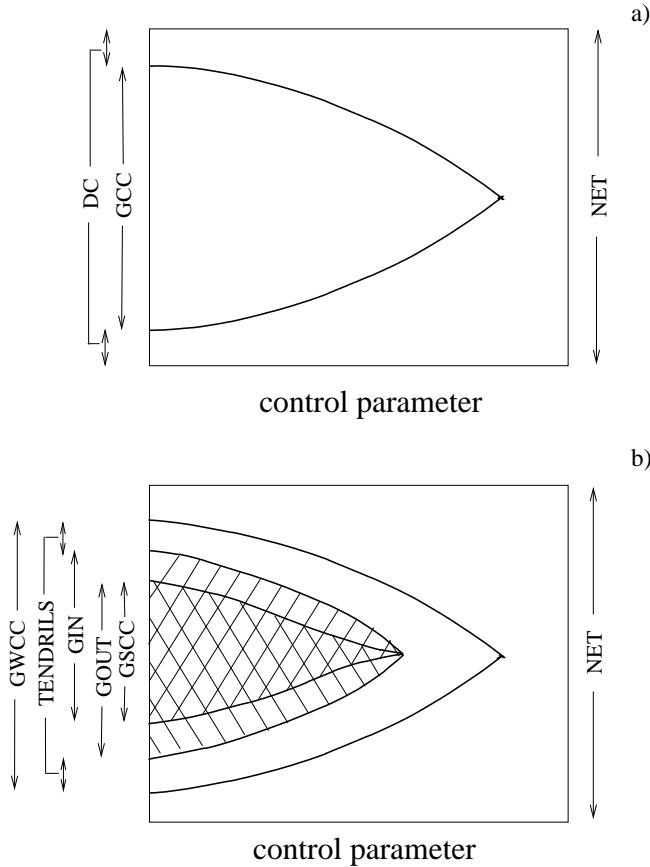 a)
DC
GCC
NET
control parameter
b)
GWCC
TENDRILS
GIN
GOUT
GSCC
NET
control parameter